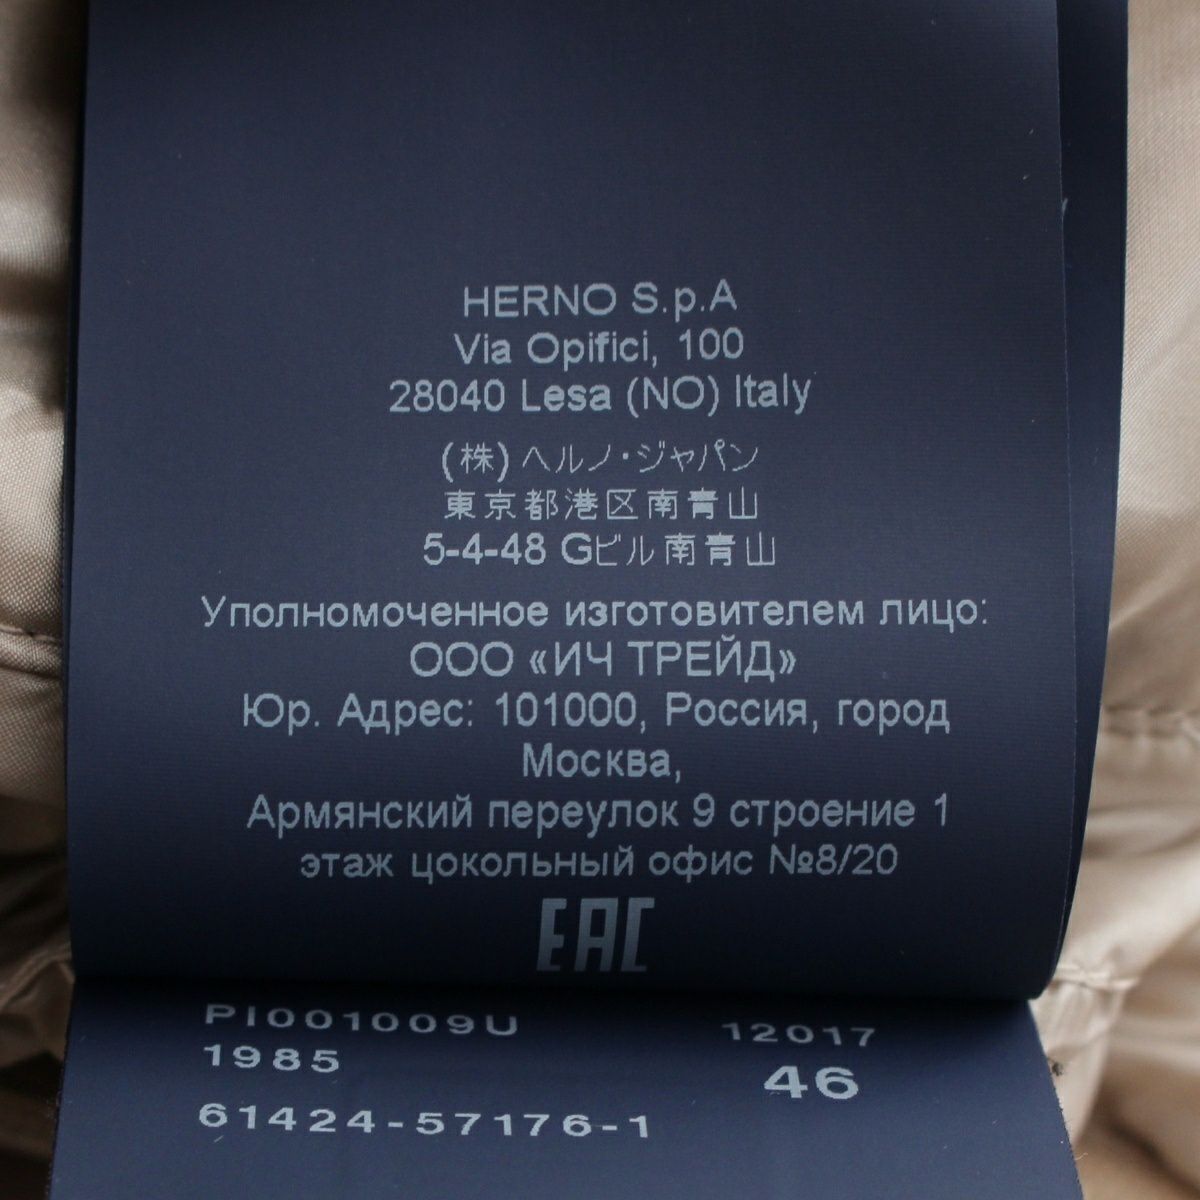 HERNO S.p.A
Via Opifici, 100
28040 Lesa (NO) Italy
(株)ヘルノ・ジャパン
東京都港区南青山
5-4-48 Gビル南青山
Уполномоченное изготовителем лицо:
ООО «ИЧ ТРЕЙД»
Юр. Адрес: 101000, Россия, город
Москва,
Армянский переулок 9 строение 1
этаж цокольный офис №8/20
EAC
PI001009U 12017
1985 46
61424-57176-1